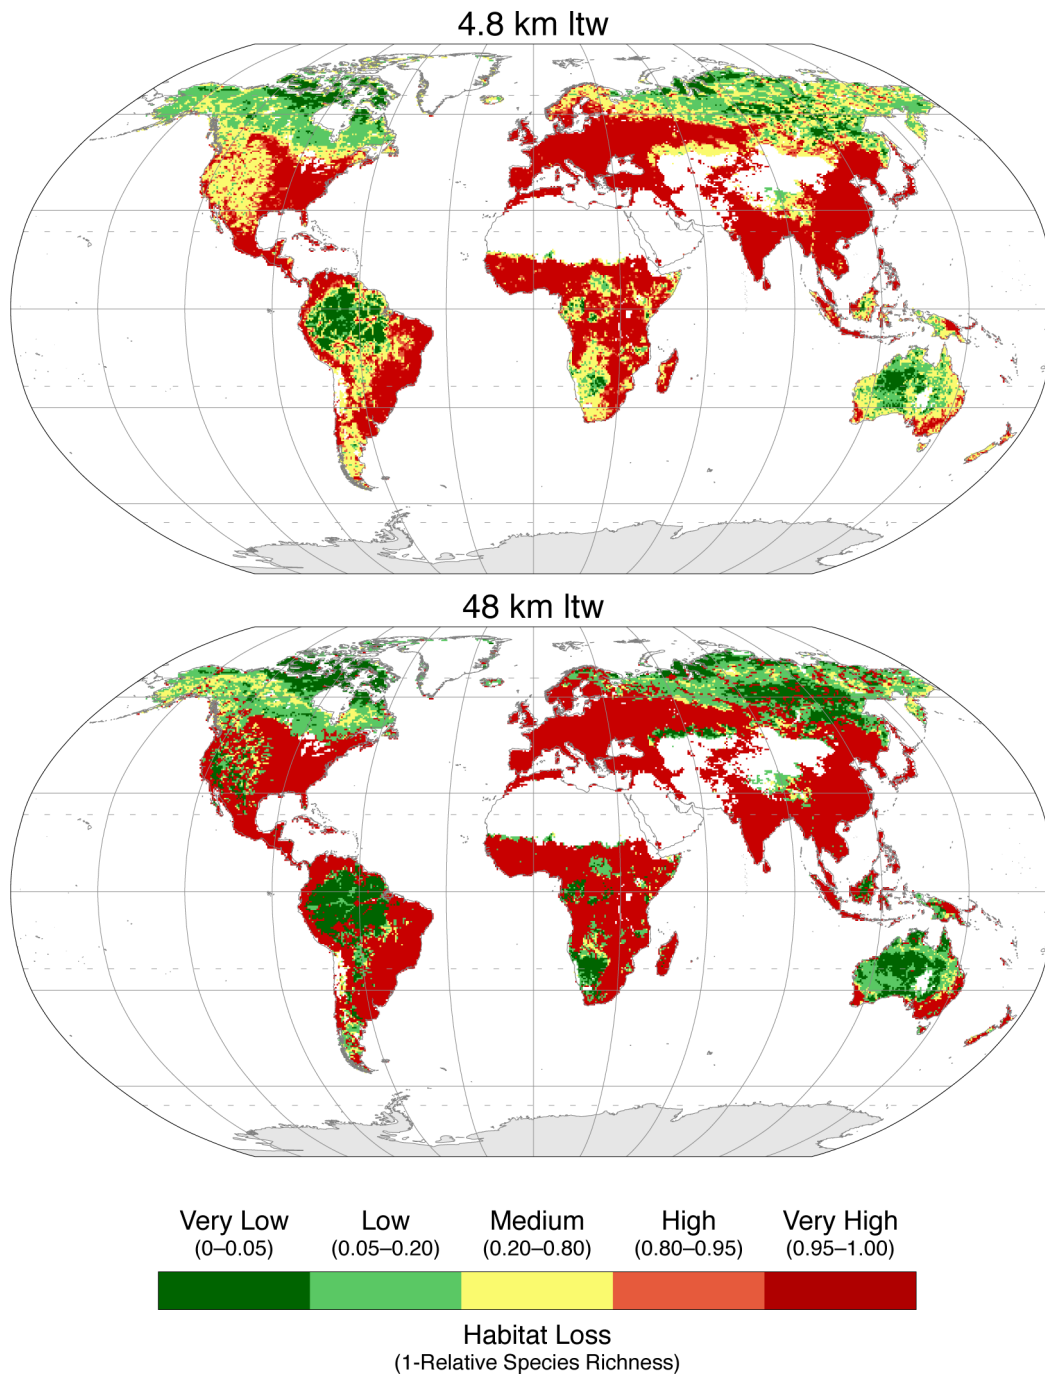 4.8 km ltw
48 km ltw
Very Low Low Medium High Very High
(0–0.05) (0.05–0.20) (0.20–0.80) (0.80–0.95) (0.95–1.00)
Habitat Loss
(1-Relative Species Richness)